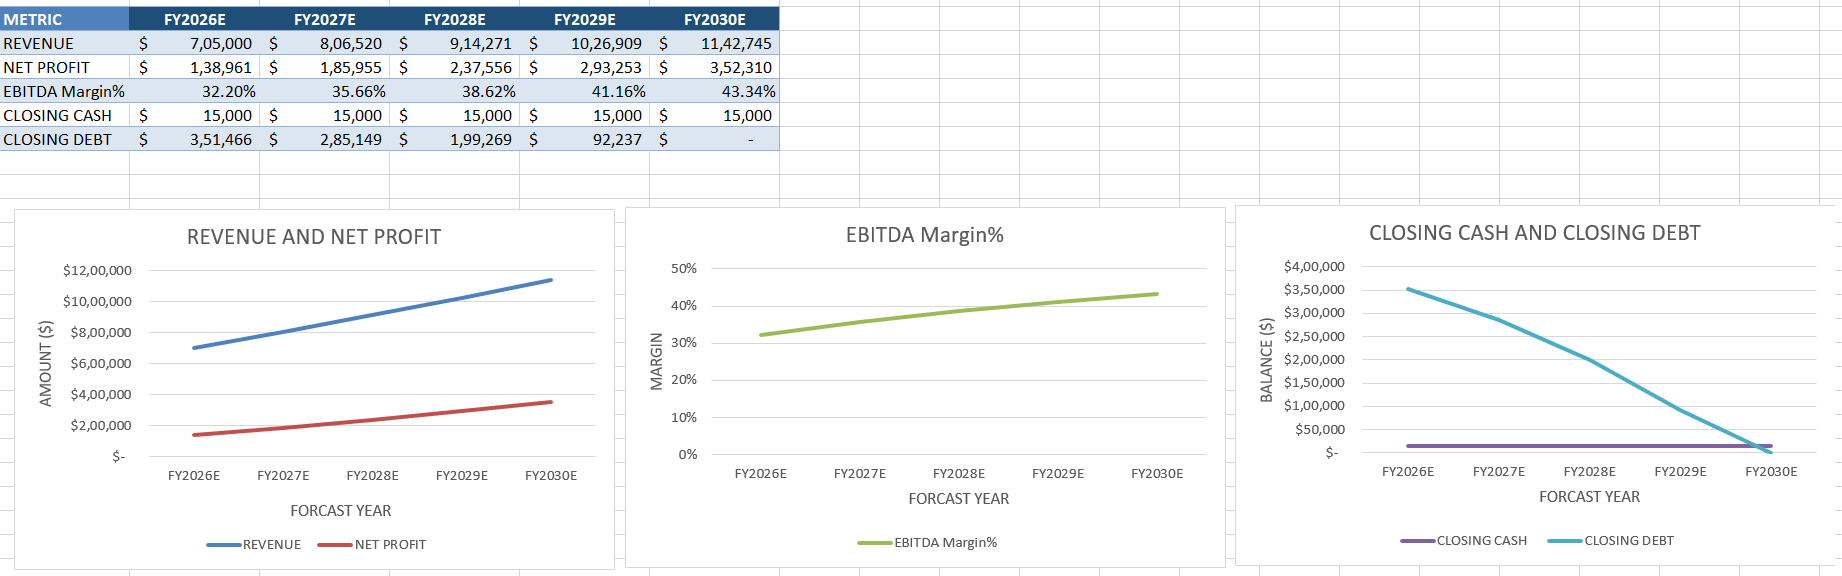 METRIC FY2026E FY2027E FY2028E FY2029E FY2030E
REVENUE $ 7,05,000 $ 8,06,520 $ 9,14,271 $ 10,26,909 $ 11,42,745
NET PROFIT $ 1,38,961 $ 1,85,955 $ 2,37,556 $ 2,93,253 $ 3,52,310
EBITDA Margin% 32.20% 35.66% 38.62% 41.16% 43.34%
CLOSING CASH $ 15,000 $ 15,000 $ 15,000 $ 15,000 $ 15,000
CLOSING DEBT $ 3,51,466 $ 2,85,149 $ 1,99,269 $ 92,237 $ -
REVENUE AND NET PROFIT
AMOUNT ($)
$12,00,000
$10,00,000
$8,00,000
$6,00,000
$4,00,000
$2,00,000
$-
FY2026E FY2027E FY2028E FY2029E FY2030E
FORCAST YEAR
REVENUE NET PROFIT
EBITDA Margin%
MARGIN
50%
40%
30%
20%
10%
0%
FY2026E FY2027E FY2028E FY2029E FY2030E
FORCAST YEAR
EBITDA Margin%
CLOSING CASH AND CLOSING DEBT
BALANCE ($)
$4,00,000
$3,50,000
$3,00,000
$2,50,000
$2,00,000
$1,50,000
$1,00,000
$50,000
$-
FY2026E FY2027E FY2028E FY2029E FY2030E
FORCAST YEAR
CLOSING CASH CLOSING DEBT